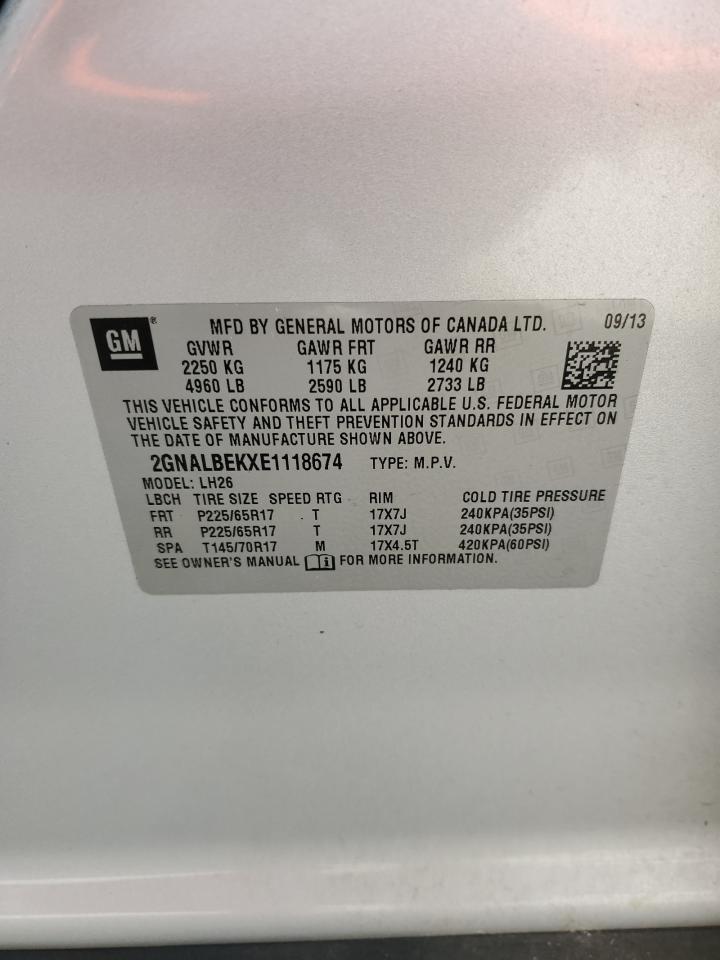 GM®
MFD BY GENERAL MOTORS OF CANADA LTD. 09/13
GVWR GAWR FRT GAWR RR
2250 KG 1175 KG 1240 KG
4960 LB 2590 LB 2733 LB
THIS VEHICLE CONFORMS TO ALL APPLICABLE U.S. FEDERAL MOTOR
VEHICLE SAFETY AND THEFT PREVENTION STANDARDS IN EFFECT ON
THE DATE OF MANUFACTURE SHOWN ABOVE.
2GNALBEKXE1118674 TYPE: M.P.V.
MODEL: LH26
LBCH TIRE SIZE SPEED RTG RIM COLD TIRE PRESSURE
FRT P225/65R17 T 17X7J 240KPA(35PSI)
RR P225/65R17 T 17X7J 240KPA(35PSI)
SPA T145/70R17 M 17X4.5T 420KPA(60PSI)
SEE OWNER'S MANUAL i FOR MORE INFORMATION.